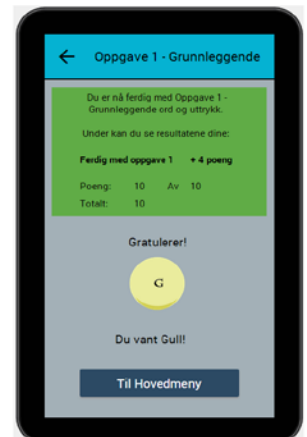 Oppgave 1 - Grunnleggende
Du er nå ferdig med Oppgave 1 -
Grunnleggende ord og uttrykk.
Under kan du se resultatene dine:
Ferdig med oppgave 1 + 4 poeng
Poeng: 10 Av 10
Totalt: 10
Gratulerer!
G
Du vant Gull!
Til Hovedmeny